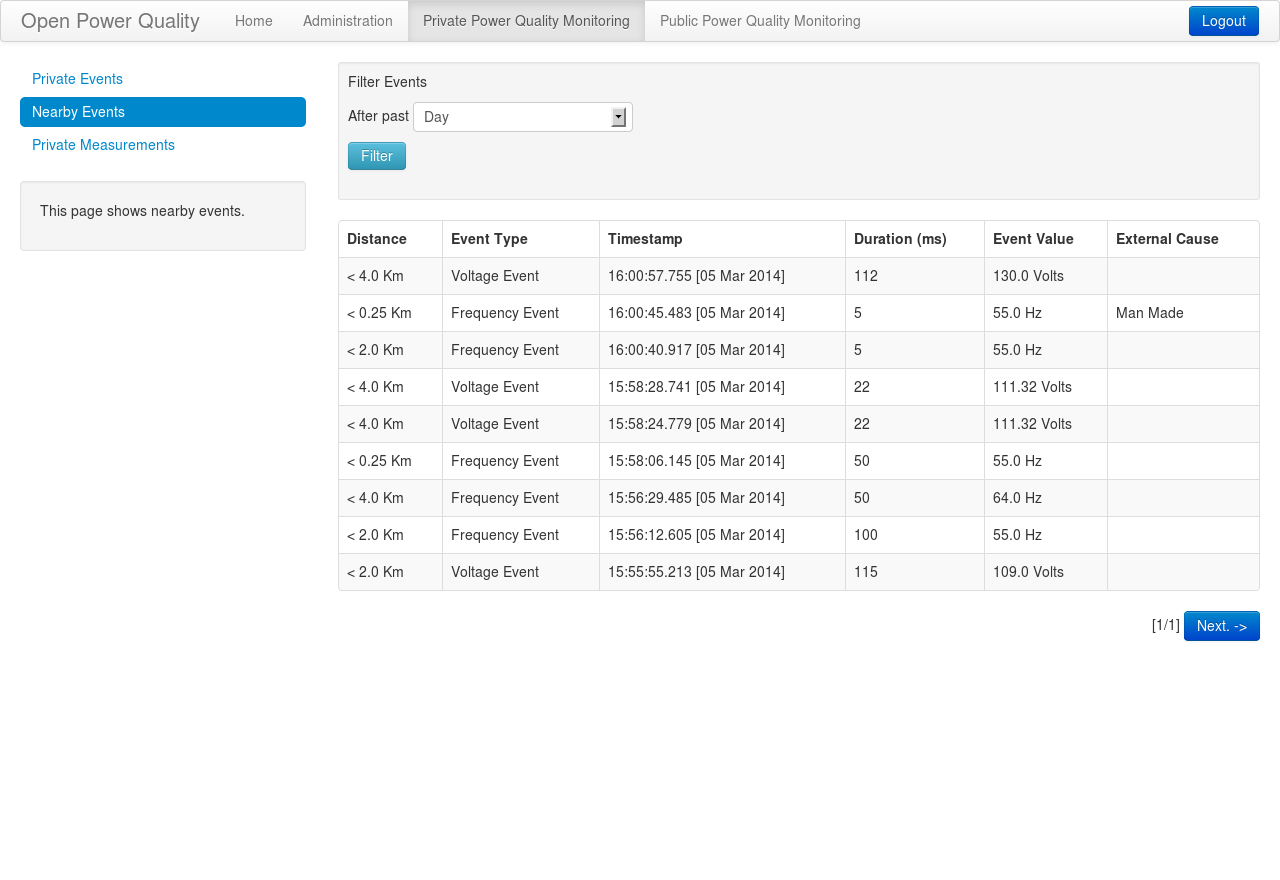 Open Power Quality Home Administration Private Power Quality Monitoring Public Power Quality Monitoring Logout
Private Events
Nearby Events
Private Measurements
This page shows nearby events.
Filter Events
After past Day
Filter
Distance Event Type Timestamp Duration (ms) Event Value External Cause
< 4.0 Km Voltage Event 16:00:57.755 [05 Mar 2014] 112 130.0 Volts
< 0.25 Km Frequency Event 16:00:45.483 [05 Mar 2014] 5 55.0 Hz Man Made
< 2.0 Km Frequency Event 16:00:40.917 [05 Mar 2014] 5 55.0 Hz
< 4.0 Km Voltage Event 15:58:28.741 [05 Mar 2014] 22 111.32 Volts
< 4.0 Km Voltage Event 15:58:24.779 [05 Mar 2014] 22 111.32 Volts
< 0.25 Km Frequency Event 15:58:06.145 [05 Mar 2014] 50 55.0 Hz
< 4.0 Km Frequency Event 15:56:29.485 [05 Mar 2014] 50 64.0 Hz
< 2.0 Km Frequency Event 15:56:12.605 [05 Mar 2014] 100 55.0 Hz
< 2.0 Km Voltage Event 15:55:55.213 [05 Mar 2014] 115 109.0 Volts
[1/1] Next. ->